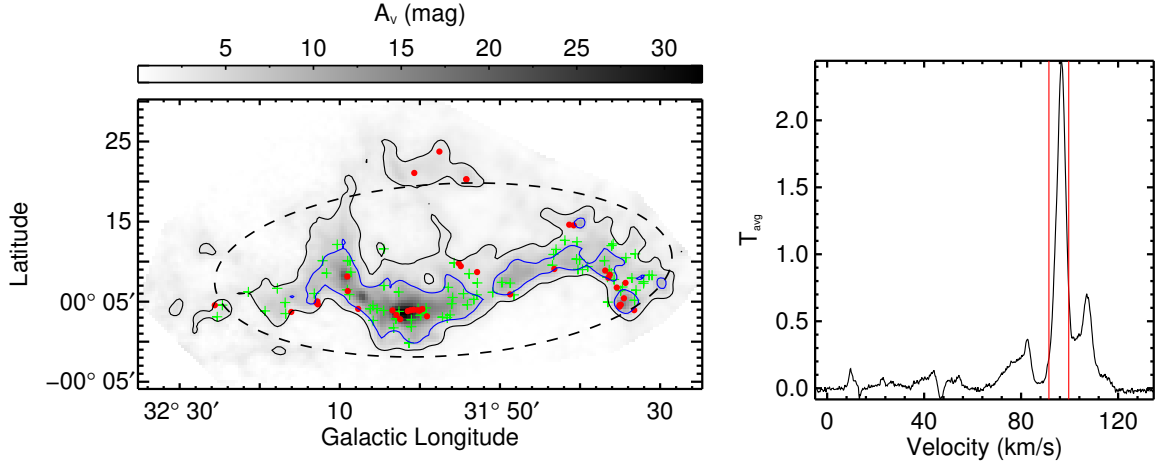 A_v (mag)
5 10 15 20 25 30
25
15
00° 05′
−00° 05′
Latitude
32° 30′ 10 31° 50′ 30
Galactic Longitude
2.0
1.5
1.0
0.5
0.0
T_avg
0 40 80 120
Velocity (km/s)